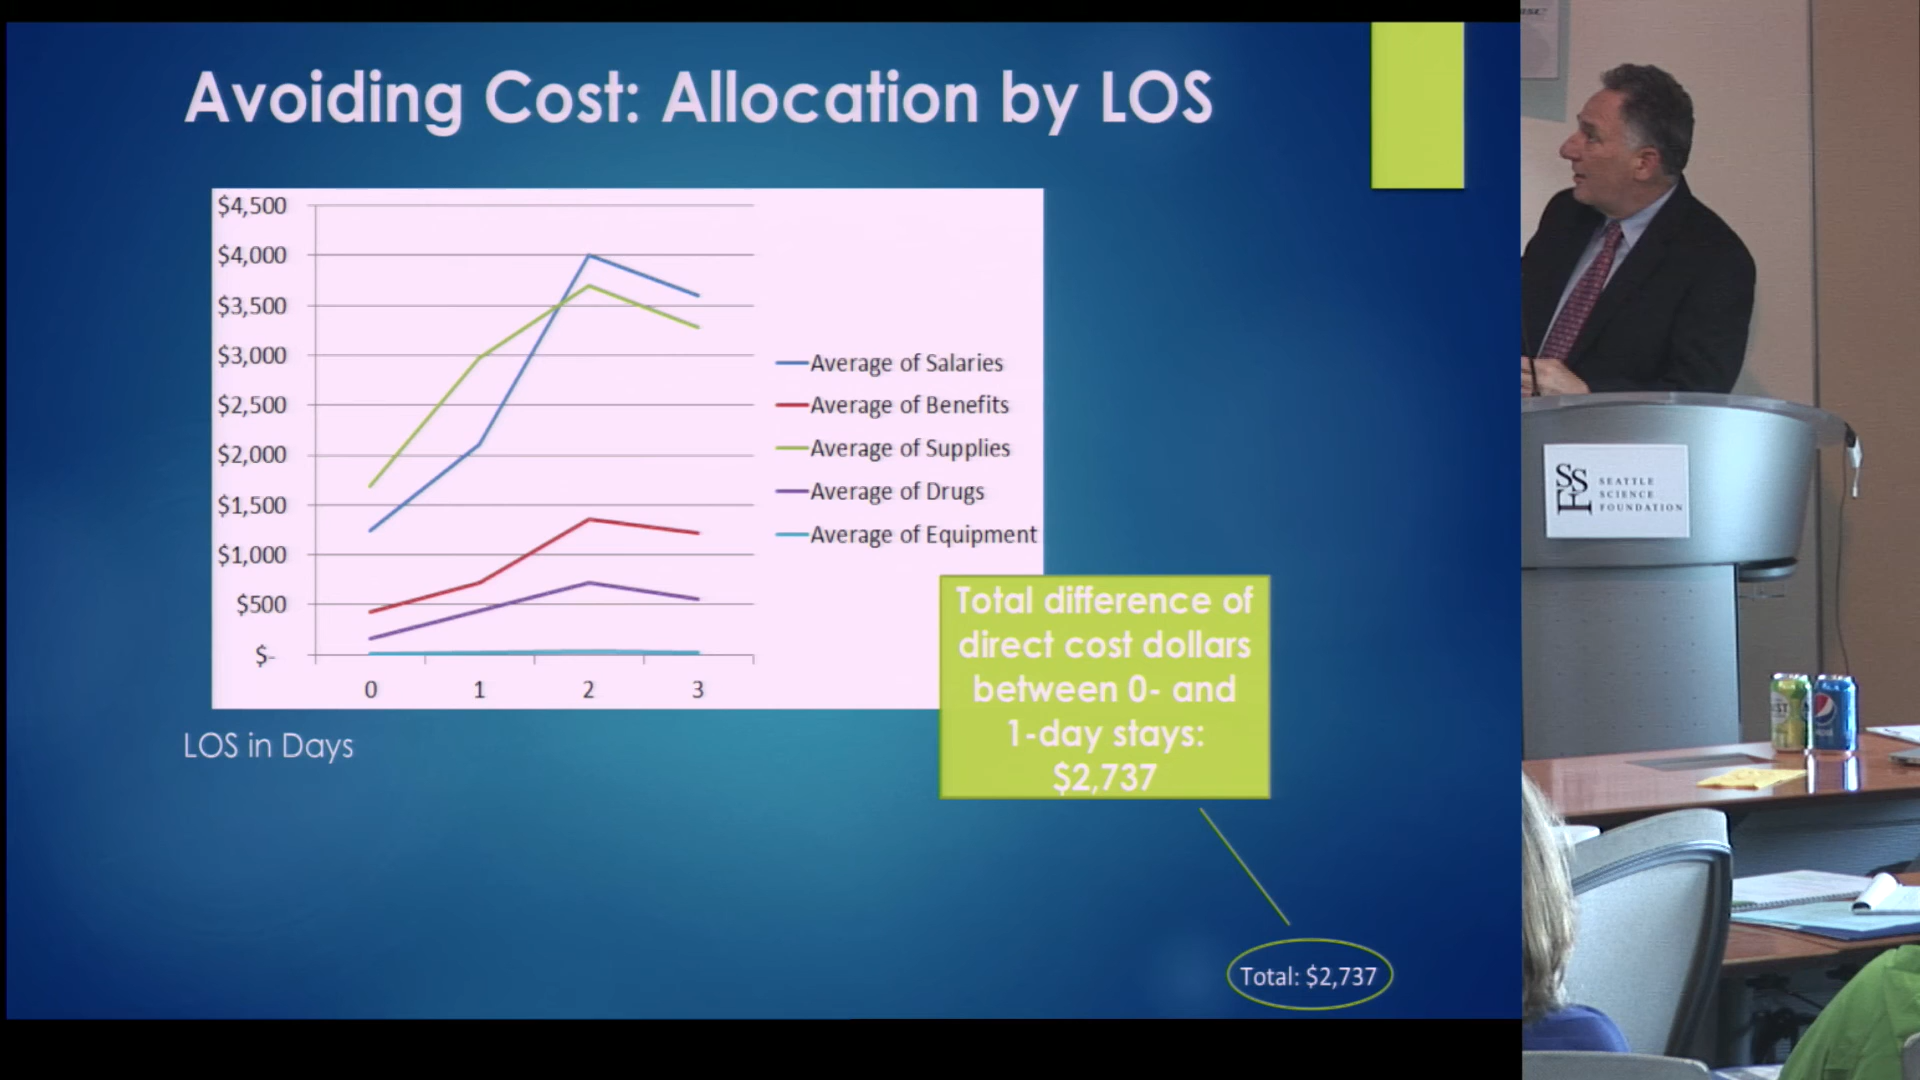 Avoiding Cost: Allocation by LOS
$4,500
$4,000
$3,500
$3,000
$2,500
$2,000
$1,500
$1,000
$500
$-
0 1 2 3
Average of Salaries
Average of Benefits
Average of Supplies
Average of Drugs
Average of Equipment
LOS in Days
Total difference of
direct cost dollars
between 0- and
1-day stays:
$2,737
Total: $2,737
SSF
SEATTLE
SCIENCE
FOUNDATION